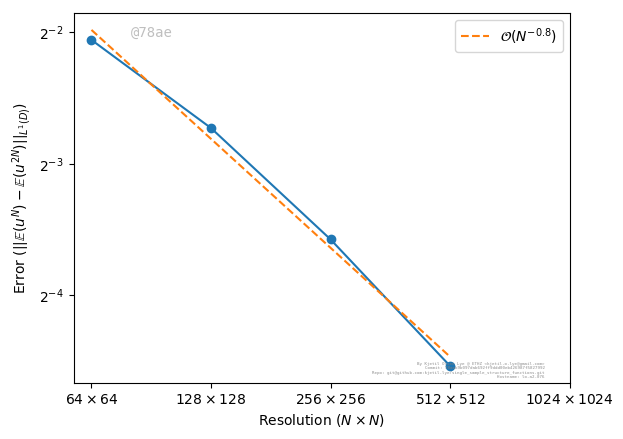 @78ae
𝒪(N^{-0.8})
2^{-2}
2^{-3}
2^{-4}
Error (||𝔼(u^N) − 𝔼(u^{2N})||_{L^1(D)})
64 × 64
128 × 128
256 × 256
512 × 512
1024 × 1024
Resolution (N × N)